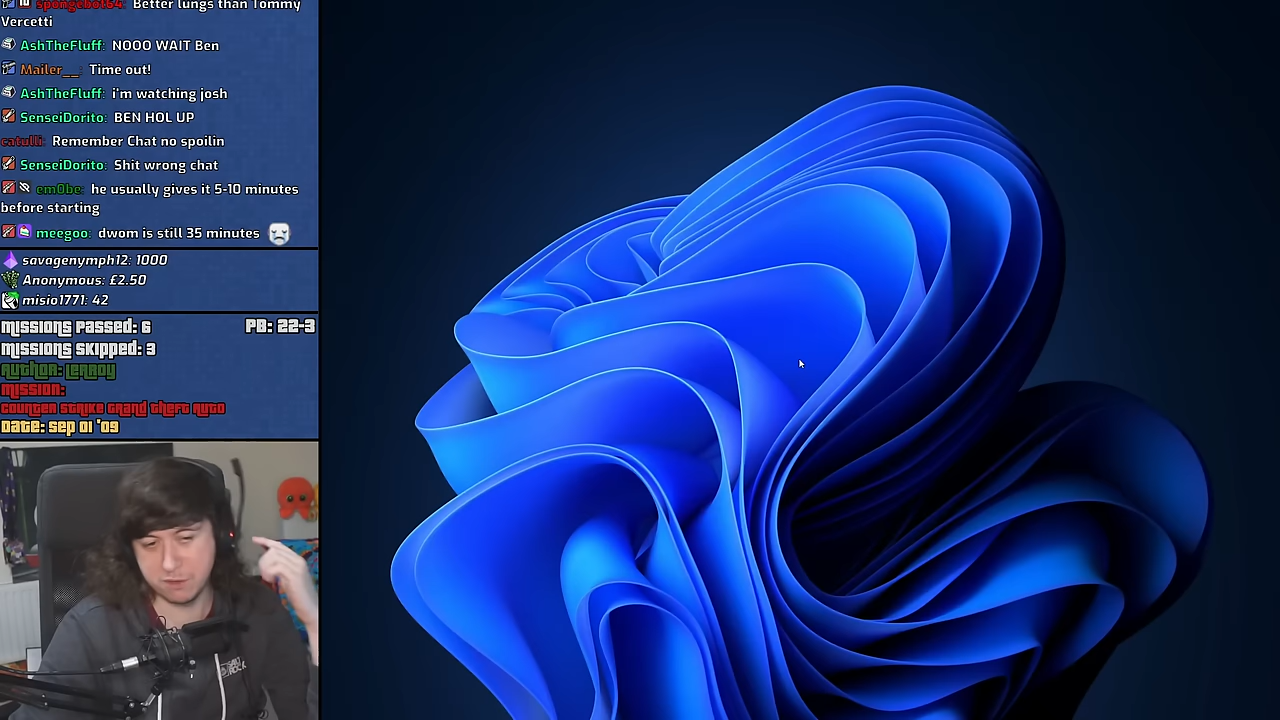 spongebot64: Better lungs than Tommy
Vercetti
AshTheFluff: NOOO WAIT Ben
Mailer__: Time out!
AshTheFluff: i'm watching josh
SenseiDorito: BEN HOL UP
catulli: Remember Chat no spoilin
SenseiDorito: Shit wrong chat
em0be: he usually gives it 5-10 minutes
before starting
meegoo: dwom is still 35 minutes
savagenymph12: 1000
Anonymous: £2.50
misio1771: 42
Missions Passed: 6 PB: 22-3
Missions Skipped: 3
Author: Leroy
Mission:
Counter Strike Grand Theft Auto
Date: Sep 01 '09